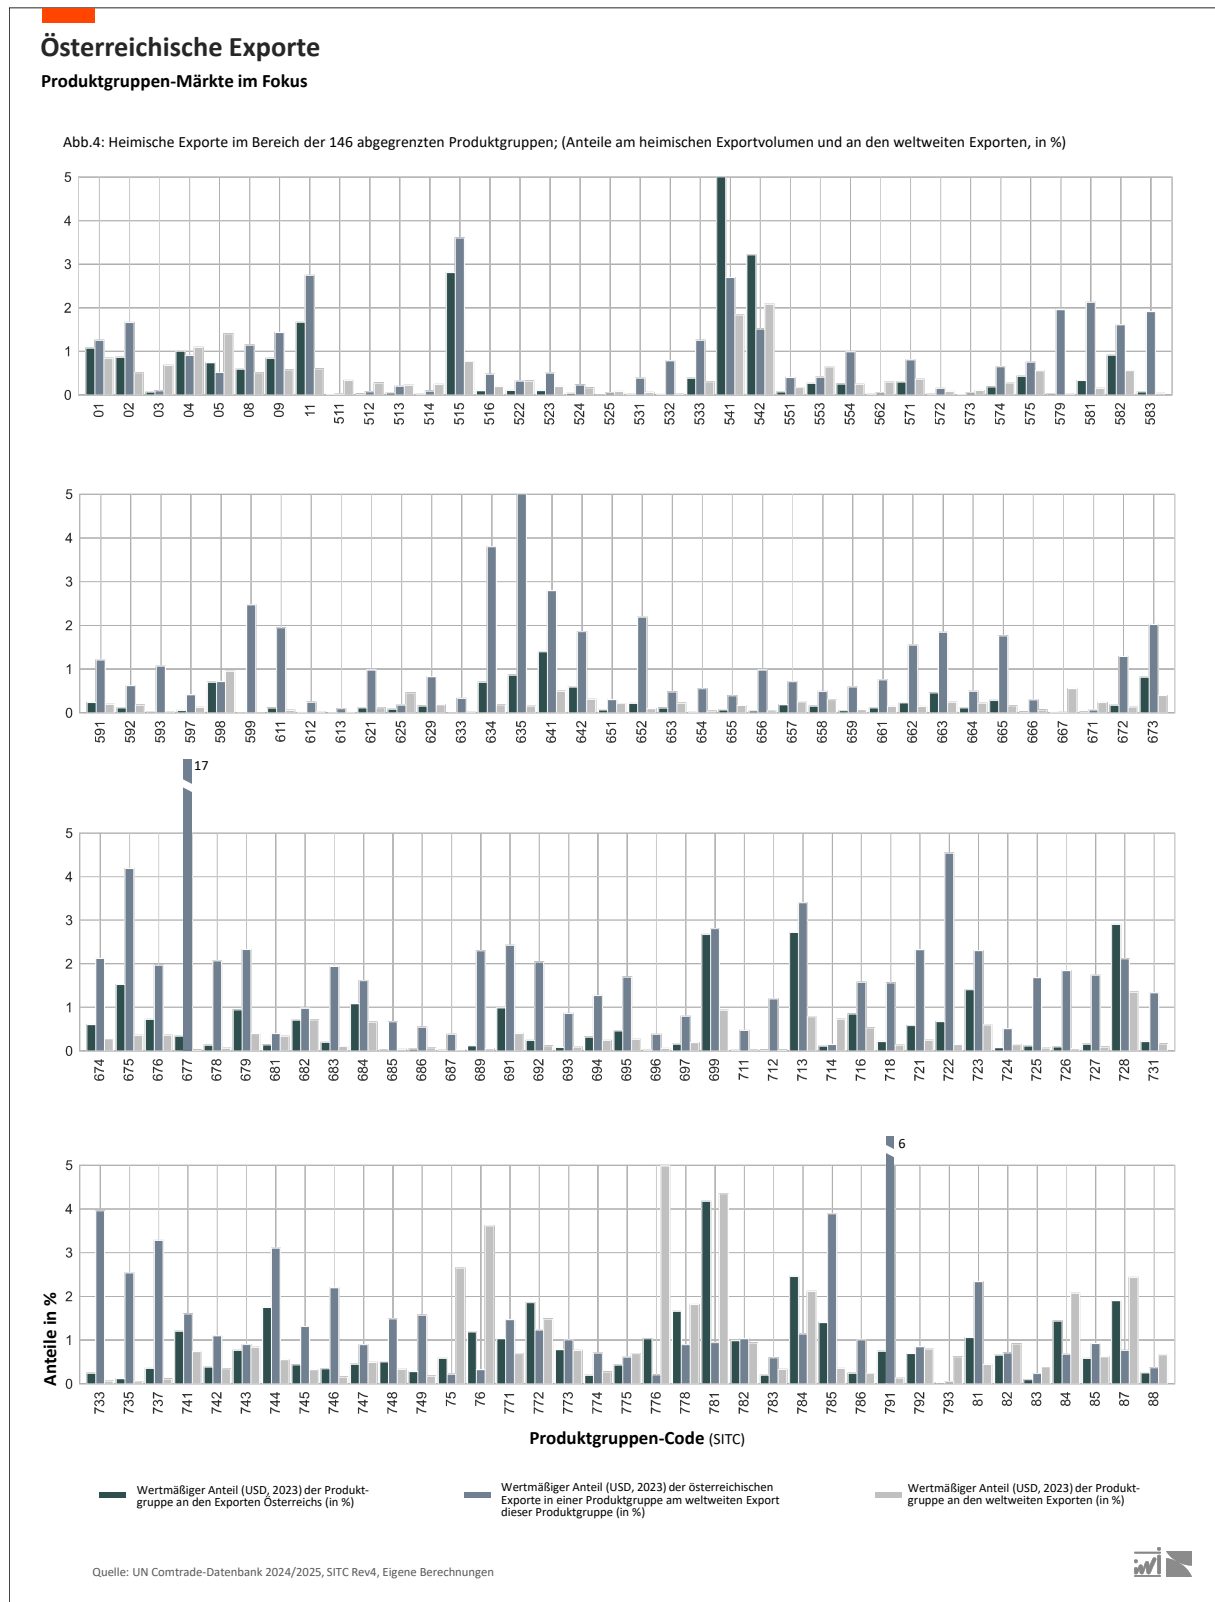 Österreichische Exporte
Produktgruppen-Märkte im Fokus
Abb.4: Heimische Exporte im Bereich der 146 abgegrenzten Produktgruppen; (Anteile am heimischen Exportvolumen und an den weltweiten Exporten, in %)
5
4
3
2
1
0
01 02 03 04 05 08 09 11 511 512 513 514 515 516 522 523 524 525 531 532 533 541 542 551 553 554 562 571 572 573 574 575 579 581 582 583
5
4
3
2
1
0
591 592 593 597 598 599 611 612 613 621 625 629 633 634 635 641 642 651 652 653 654 655 656 657 658 659 661 662 663 664 665 666 667 671 672 673
17
5
4
3
2
1
0
674 675 676 677 678 679 681 682 683 684 685 686 687 689 691 692 693 694 695 696 697 699 711 712 713 714 716 718 721 722 723 724 725 726 727 728 731
6
5
4
3
2
1
0
Anteile in %
733 735 737 741 742 743 744 745 746 747 748 749 75 76 771 772 773 774 775 776 778 781 782 783 784 785 786 791 792 793 81 82 83 84 85 87 88
Produktgruppen-Code (SITC)
Wertmäßiger Anteil (USD, 2023) der Produkt-
gruppe an den Exporten Österreichs (in %)
Wertmäßiger Anteil (USD, 2023) der österreichischen
Exporte in einer Produktgruppe am weltweiten Export
dieser Produktgruppe (in %)
Wertmäßiger Anteil (USD, 2023) der Produkt-
gruppe an den weltweiten Exporten (in %)
Quelle: UN Comtrade-Datenbank 2024/2025, SITC Rev4, Eigene Berechnungen
iwi